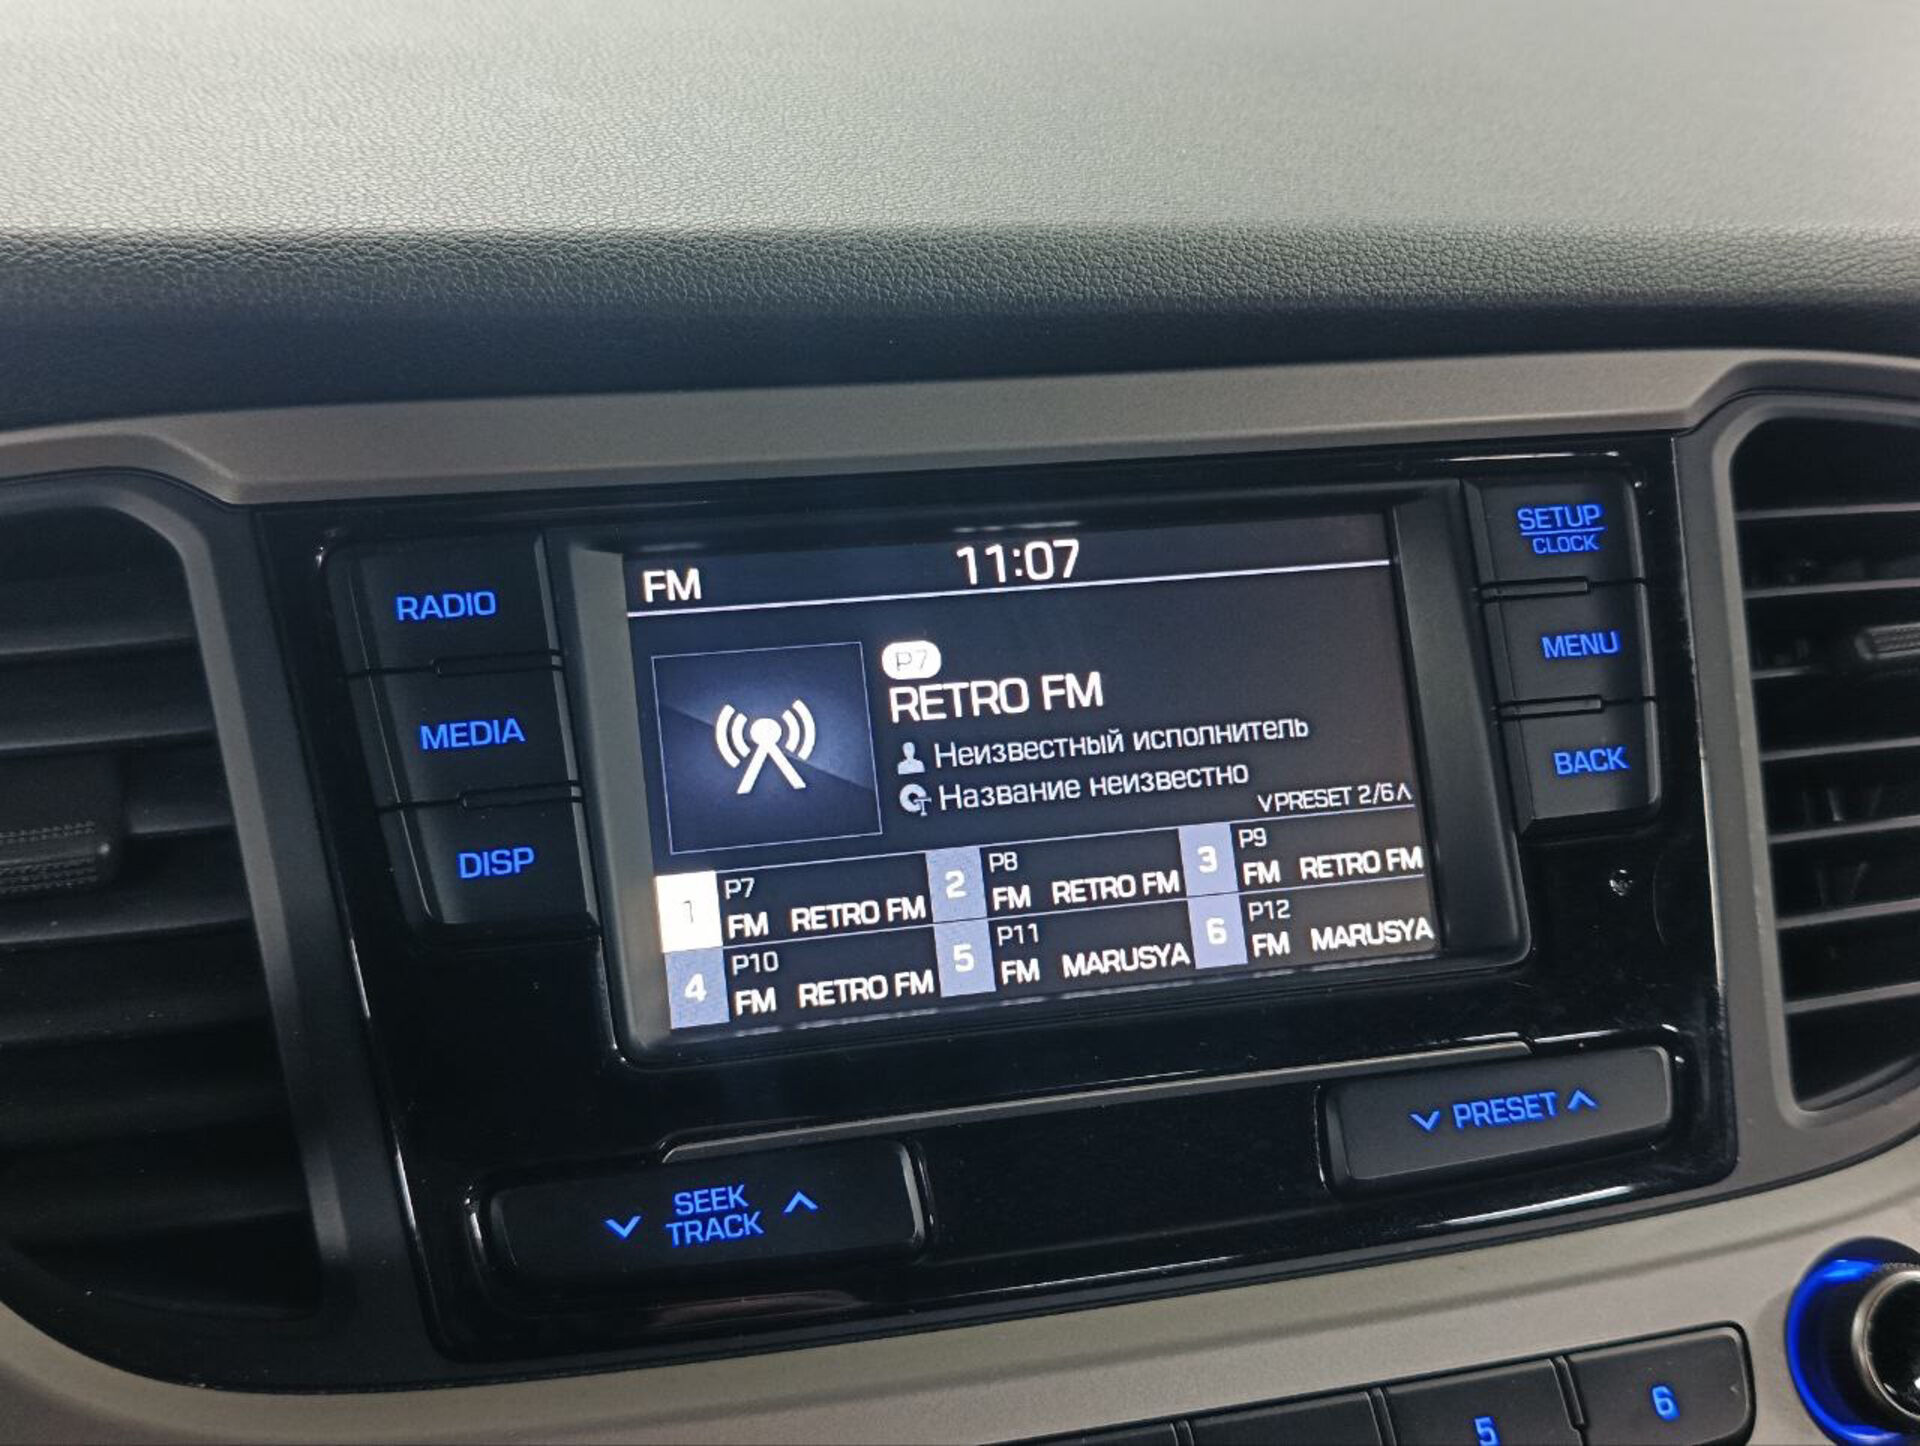 FM 11:07
P7
RETRO FM
Неизвестный исполнитель
Название неизвестно
∨PRESET 2/6∧
1 P7 FM RETRO FM
2 P8 FM RETRO FM
3 P9 FM RETRO FM
4 P10 FM RETRO FM
5 P11 FM MARUSYA
6 P12 FM MARUSYA
RADIO
MEDIA
DISP
SETUP
CLOCK
MENU
BACK
∨ SEEK ∧
TRACK
∨ PRESET ∧
5
6